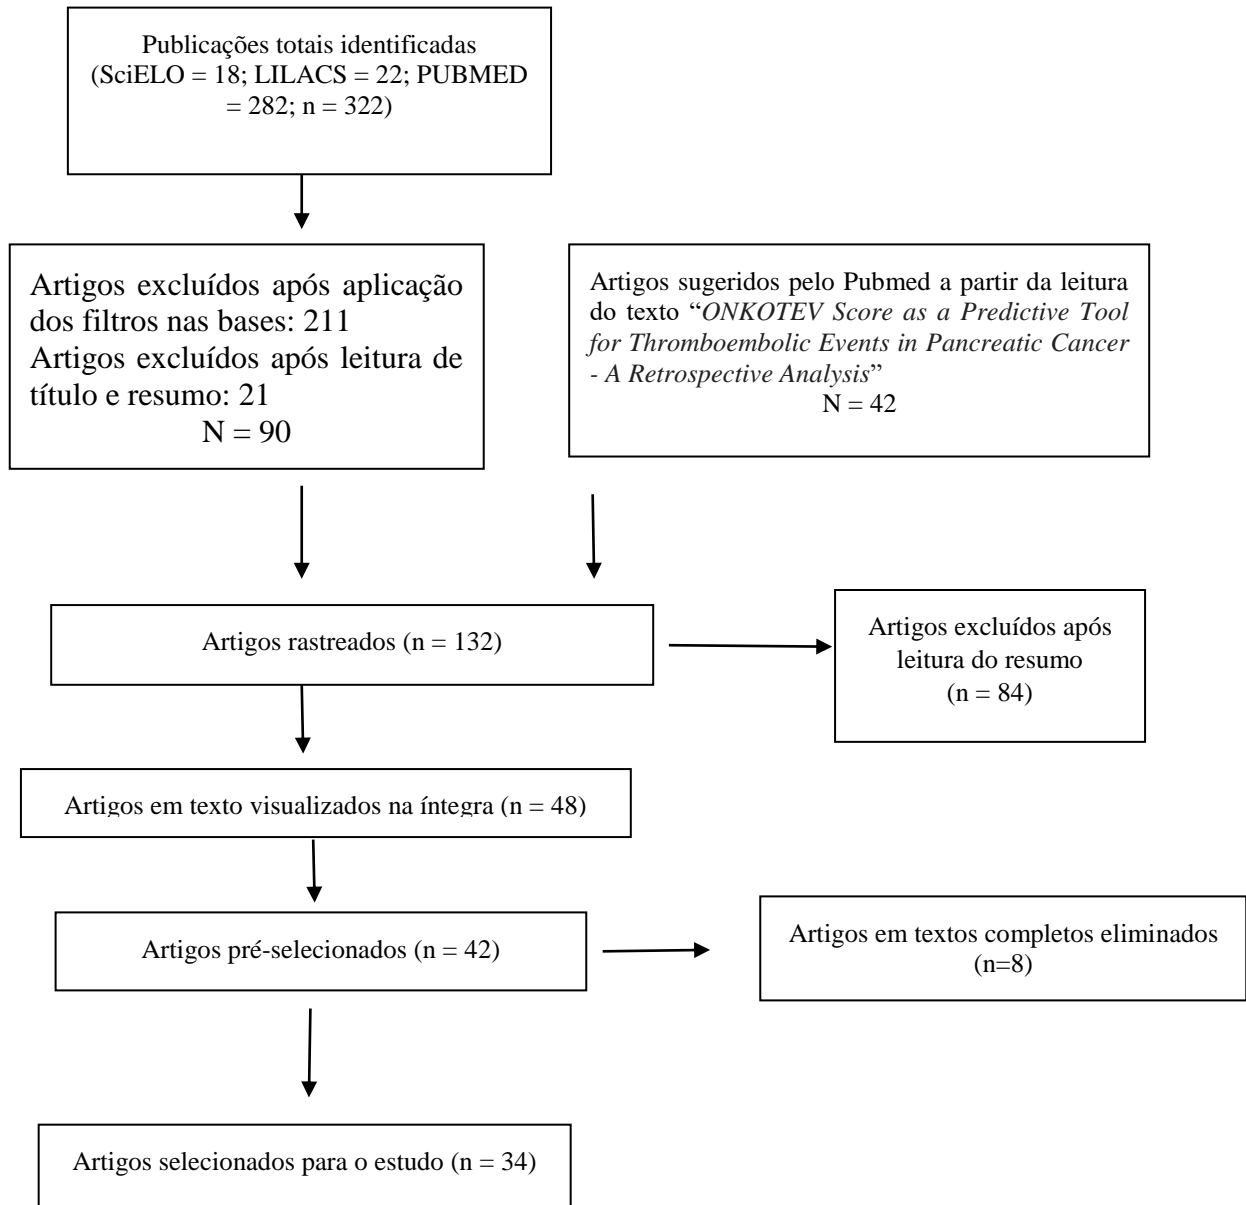 Publicações totais identificadas
(SciELO = 18; LILACS = 22; PUBMED
= 282; n = 322)
Artigos excluídos após aplicação
dos filtros nas bases: 211
Artigos excluídos após leitura de
título e resumo: 21
N = 90
Artigos sugeridos pelo Pubmed a partir da leitura
do texto “ONKOTEV Score as a Predictive Tool
for Thromboembolic Events in Pancreatic Cancer
- A Retrospective Analysis”
N = 42
Artigos rastreados (n = 132)
Artigos excluídos após
leitura do resumo
(n = 84)
Artigos em texto visualizados na íntegra (n = 48)
Artigos pré-selecionados (n = 42)
Artigos em textos completos eliminados
(n=8)
Artigos selecionados para o estudo (n = 34)